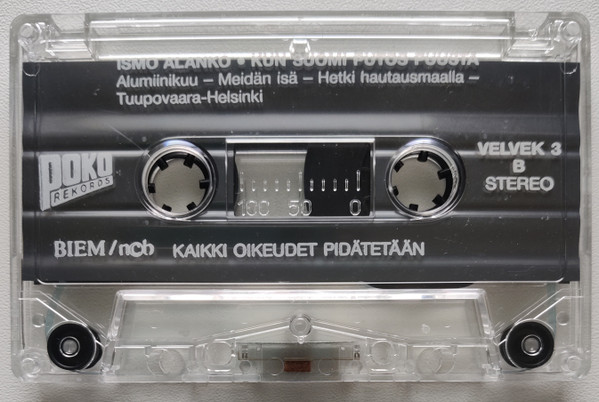 ISMO ALANKO • KUN SUOMI PUTOS PUUSTA
Alumiinikuu – Meidän isä – Hetki hautausmaalla –
Tuupovaara-Helsinki
POKO
REKORDS
VELVEK 3
B
STEREO
100 50 0
BIEM/ncb KAIKKI OIKEUDET PIDÄTETÄÄN